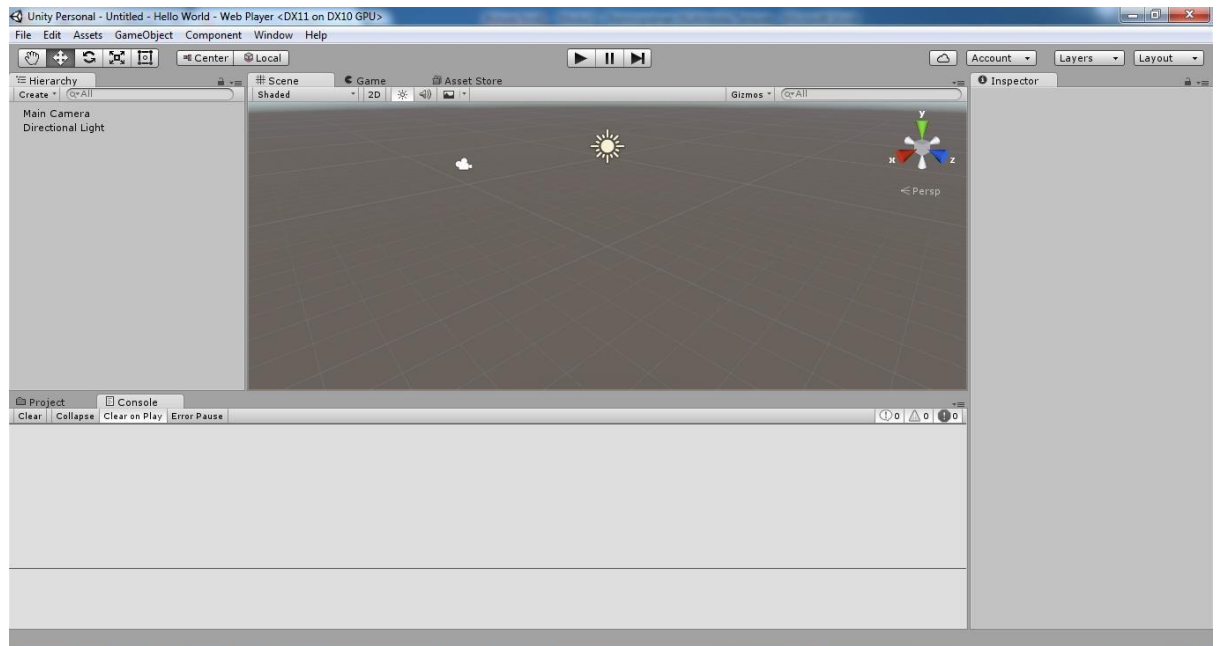 Unity Personal - Untitled - Hello World - Web Player <DX11 on DX10 GPU>
File Edit Assets GameObject Component Window Help
Center Local Account Layers Layout
Hierarchy Scene Game Asset Store Inspector
Create All Shaded 2D Gizmos All
Main Camera
Directional Light
y
x z
Persp
Project Console
Clear Collapse Clear on Play Error Pause 0 0 0